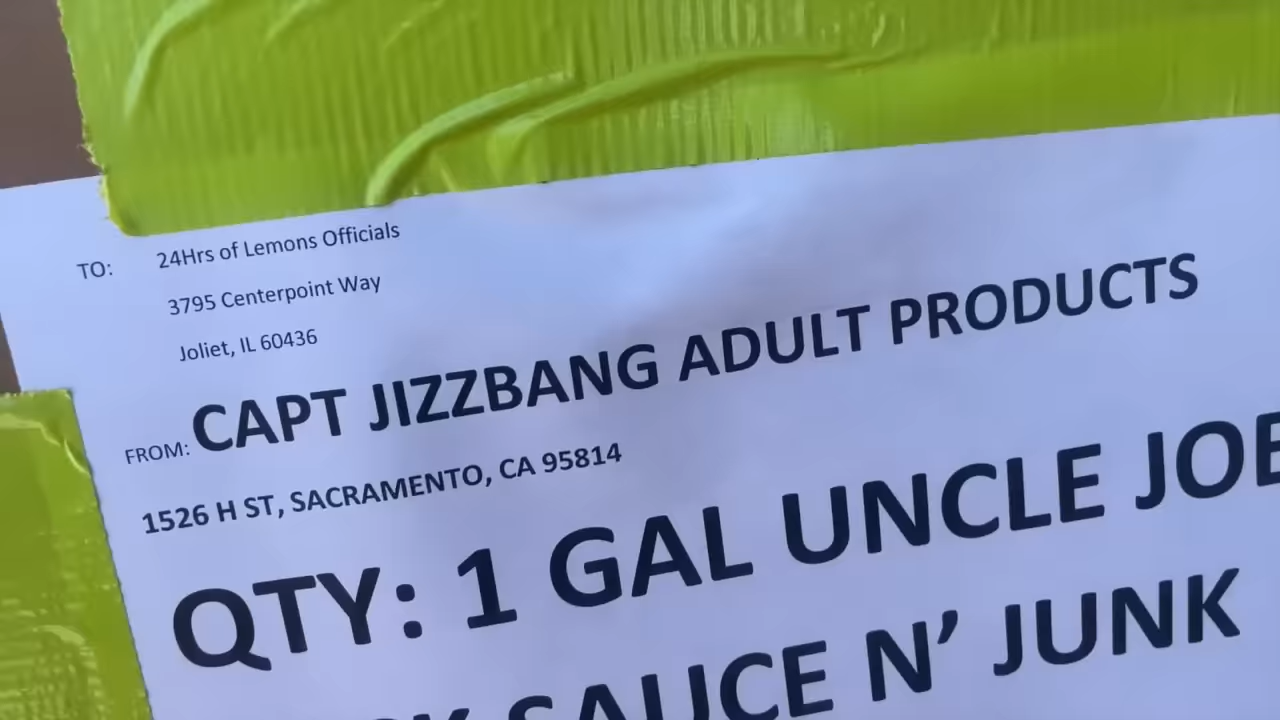 TO: 24Hrs of Lemons Officials
3795 Centerpoint Way
Joliet, IL 60436
FROM: CAPT JIZZBANG ADULT PRODUCTS
1526 H ST, SACRAMENTO, CA 95814
QTY: 1 GAL UNCLE
SAUCE N’ JUNK